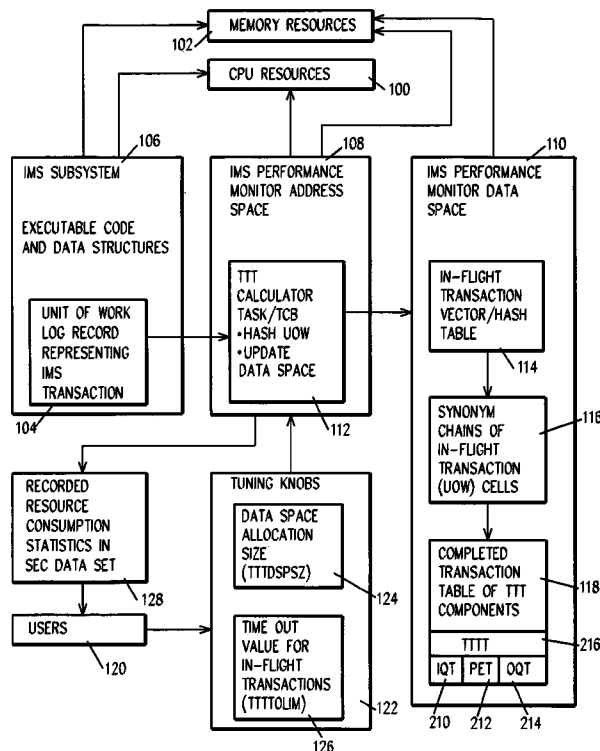 MEMORY RESOURCES
102
CPU RESOURCES
100
106
IMS SUBSYSTEM
EXECUTABLE CODE
AND DATA STRUCTURES
UNIT OF WORK
LOG RECORD
REPRESENTING
IMS
TRANSACTION
104
108
IMS PERFORMANCE
MONITOR ADDRESS
SPACE
TTT
CALCULATOR
TASK/TCB
•HASH UOW
•UPDATE
DATA SPACE
112
110
IMS PERFORMANCE
MONITOR DATA
SPACE
IN-FLIGHT
TRANSACTION
VECTOR/HASH
TABLE
114
SYNONYM
CHAINS OF
IN-FLIGHT
TRANSACTION
(UOW) CELLS
116
COMPLETED
TRANSACTION
TABLE OF TTT
COMPONENTS
118
TTTT
216
IQT
PET
OQT
210
212
214
RECORDED
RESOURCE
CONSUMPTION
STATISTICS IN
SEC DATA SET
128
USERS
120
TUNING KNOBS
DATA SPACE
ALLOCATION
SIZE
(TTTDSPSZ)
124
TIME OUT
VALUE FOR
IN-FLIGHT
TRANSACTIONS
(TTTTOLIM)
122
126